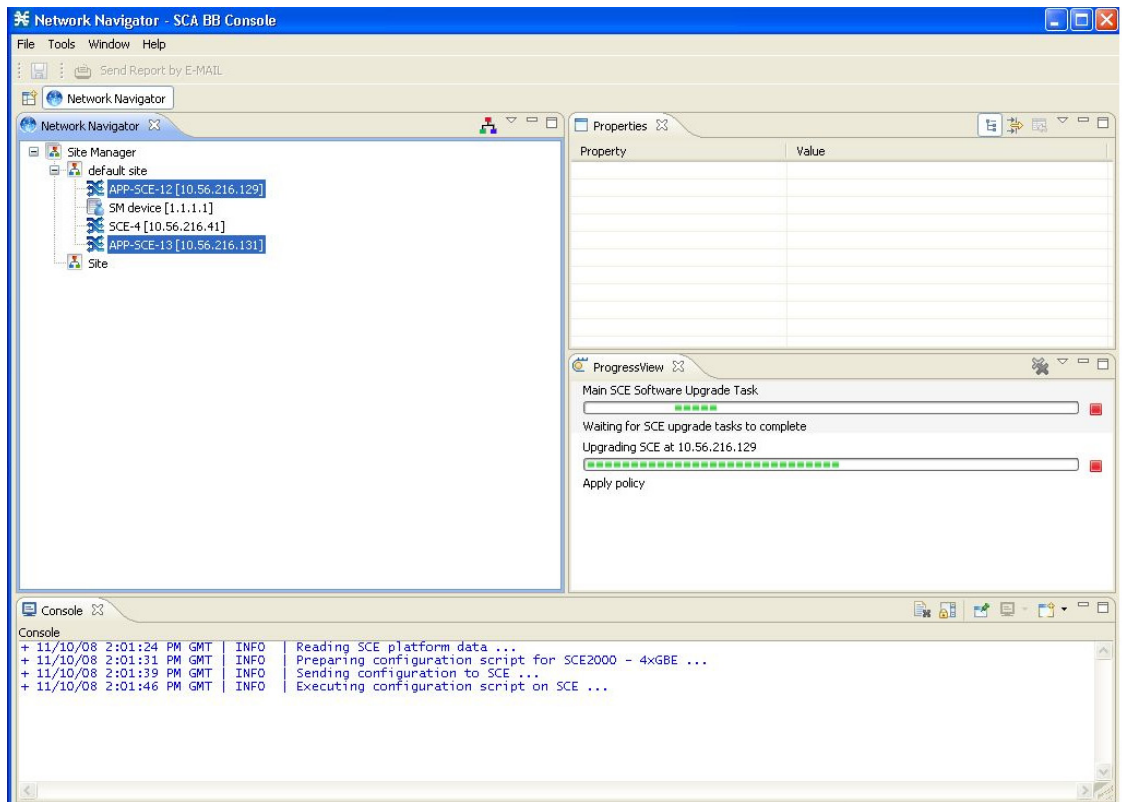 Network Navigator - SCA BB Console
File Tools Window Help
Send Report by E-MAIL
Network Navigator
Network Navigator
Site Manager
default site
APP-SCE-12 [10.56.216.129]
SM device [1.1.1.1]
SCE-4 [10.56.216.41]
APP-SCE-13 [10.56.216.131]
Site
Properties
Property Value
ProgressView
Main SCE Software Upgrade Task
Waiting for SCE upgrade tasks to complete
Upgrading SCE at 10.56.216.129
Apply policy
Console
Console
+ 11/10/08 2:01:24 PM GMT | INFO | Reading SCE platform data ...
+ 11/10/08 2:01:31 PM GMT | INFO | Preparing configuration script for SCE2000 - 4xGBE ...
+ 11/10/08 2:01:39 PM GMT | INFO | Sending configuration to SCE ...
+ 11/10/08 2:01:46 PM GMT | INFO | Executing configuration script on SCE ...